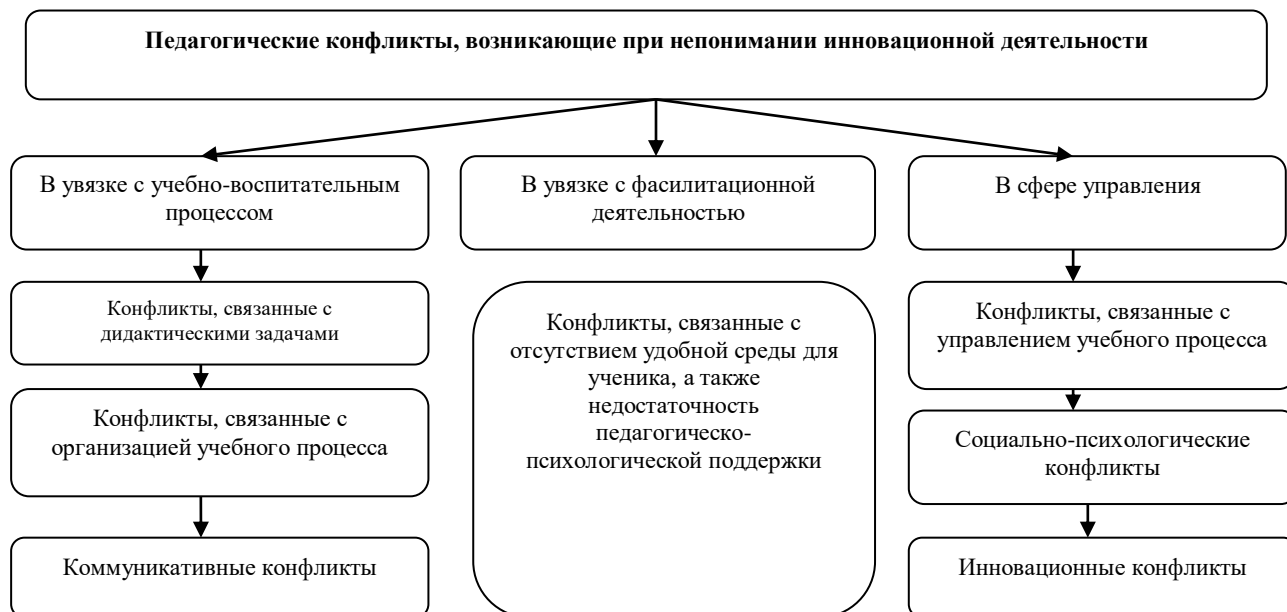 Педагогические конфликты, возникающие при непонимании инновационной деятельности
В увязке с учебно-воспитательным
процессом
В увязке с фасилитационной
деятельностью
В сфере управления
Конфликты, связанные с
дидактическими задачами
Конфликты, связанные с
организацией учебного процесса
Коммуникативные конфликты
Конфликты, связанные с
отсутствием удобной среды для
ученика, а также
недостаточность
педагогическо-
психологической поддержки
Конфликты, связанные с
управлением учебного процесса
Социально-психологические
конфликты
Инновационные конфликты